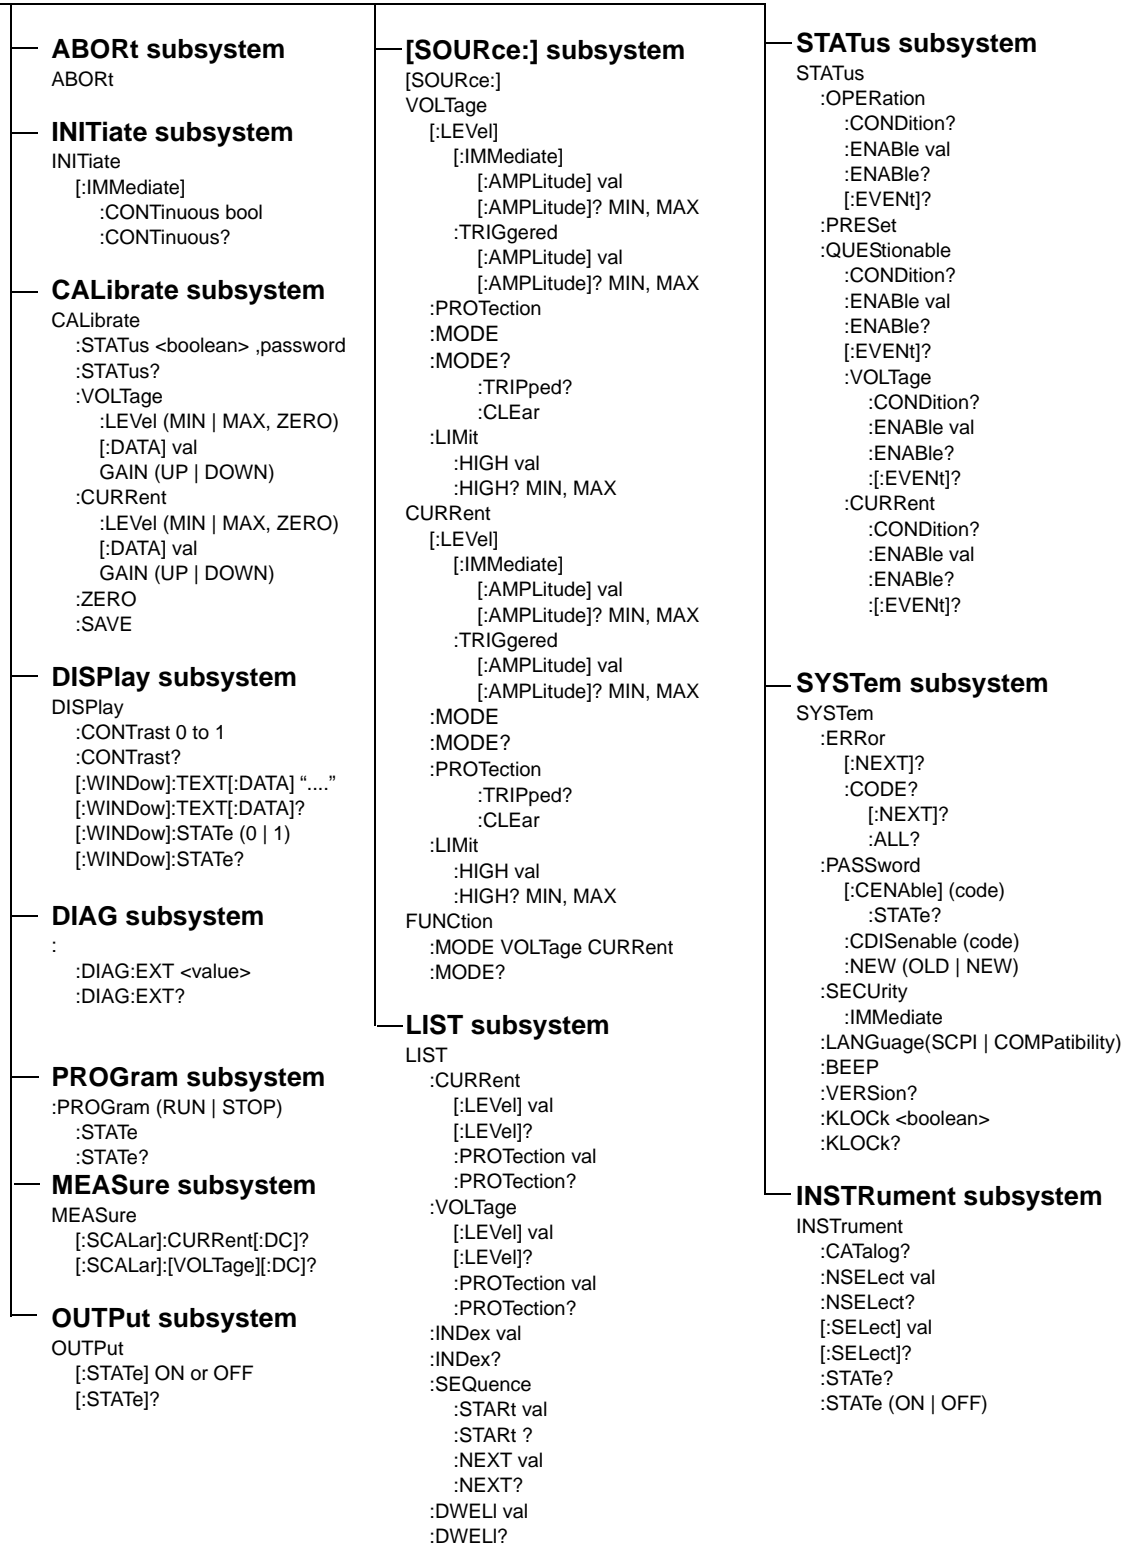 ABORt subsystem
ABORt
INITiate subsystem
INITiate
[:IMMediate]
:CONTinuous bool
:CONTinuous?
CALibrate subsystem
CALibrate
:STATus <boolean> ,password
:STATus?
:VOLTage
:LEVel (MIN | MAX, ZERO)
[:DATA] val
GAIN (UP | DOWN)
:CURRent
:LEVel (MIN | MAX, ZERO)
[:DATA] val
GAIN (UP | DOWN)
:ZERO
:SAVE
DISPlay subsystem
DISPlay
:CONTrast 0 to 1
:CONTrast?
[:WINDow]:TEXT[:DATA] “....”
[:WINDow]:TEXT[:DATA]?
[:WINDow]:STATe (0 | 1)
[:WINDow]:STATe?
DIAG subsystem
:
:DIAG:EXT <value>
:DIAG:EXT?
PROGram subsystem
:PROGram (RUN | STOP)
:STATe
:STATe?
MEASure subsystem
MEASure
[:SCALar]:CURRent[:DC]?
[:SCALar]:[VOLTage][:DC]?
OUTPut subsystem
OUTPut
[:STATe] ON or OFF
[:STATe]?
[SOURce:] subsystem
[SOURce:]
VOLTage
[:LEVel]
[:IMMediate]
[:AMPLitude] val
[:AMPLitude]? MIN, MAX
:TRIGgered
[:AMPLitude] val
[:AMPLitude]? MIN, MAX
:PROTection
:MODE
:MODE?
:TRIPped?
:CLEar
:LIMit
:HIGH val
:HIGH? MIN, MAX
CURRent
[:LEVel]
[:IMMediate]
[:AMPLitude] val
[:AMPLitude]? MIN, MAX
:TRIGgered
[:AMPLitude] val
[:AMPLitude]? MIN, MAX
:MODE
:MODE?
:PROTection
:TRIPped?
:CLEar
:LIMit
:HIGH val
:HIGH? MIN, MAX
FUNCtion
:MODE VOLTage CURRent
:MODE?
LIST subsystem
LIST
:CURRent
[:LEVel] val
[:LEVel]?
:PROTection val
:PROTection?
:VOLTage
[:LEVel] val
[:LEVel]?
:PROTection val
:PROTection?
:INDex val
:INDex?
:SEQuence
:STARt val
:STARt ?
:NEXT val
:NEXT?
:DWELl val
:DWELl?
STATus subsystem
STATus
:OPERation
:CONDition?
:ENABle val
:ENABle?
[:EVENt]?
:PRESet
:QUEStionable
:CONDition?
:ENABle val
:ENABle?
[:EVENt]?
:VOLTage
:CONDition?
:ENABle val
:ENABle?
:[:EVENt]?
:CURRent
:CONDition?
:ENABle val
:ENABle?
:[:EVENt]?
SYSTem subsystem
SYSTem
:ERRor
[:NEXT]?
:CODE?
[:NEXT]?
:ALL?
:PASSword
[:CENAble] (code)
:STATe?
:CDISenable (code)
:NEW (OLD | NEW)
:SECUrity
:IMMediate
:LANGuage(SCPI | COMPatibility)
:BEEP
:VERSion?
:KLOCk <boolean>
:KLOCk?
INSTRument subsystem
INSTrument
:CATalog?
:NSELect val
:NSELect?
[:SELect] val
[:SELect]?
:STATe?
:STATe (ON | OFF)